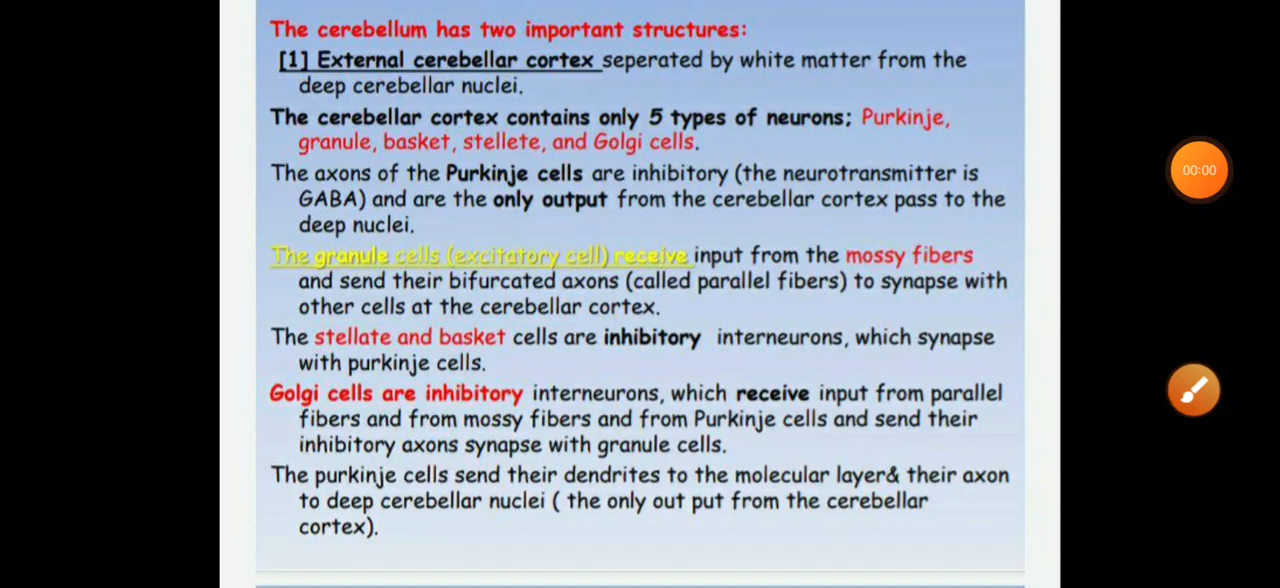 The cerebellum has two important structures:
[1] External cerebellar cortex seperated by white matter from the
deep cerebellar nuclei.
The cerebellar cortex contains only 5 types of neurons; Purkinje,
granule, basket, stellete, and Golgi cells.
The axons of the Purkinje cells are inhibitory (the neurotransmitter is
GABA) and are the only output from the cerebellar cortex pass to the
deep nuclei.
The granule cells (excitatory cell) receive input from the mossy fibers
and send their bifurcated axons (called parallel fibers) to synapse with
other cells at the cerebellar cortex.
The stellate and basket cells are inhibitory interneurons, which synapse
with purkinje cells.
Golgi cells are inhibitory interneurons, which receive input from parallel
fibers and from mossy fibers and from Purkinje cells and send their
inhibitory axons synapse with granule cells.
The purkinje cells send their dendrites to the molecular layer& their axon
to deep cerebellar nuclei ( the only out put from the cerebellar
cortex).
00:00